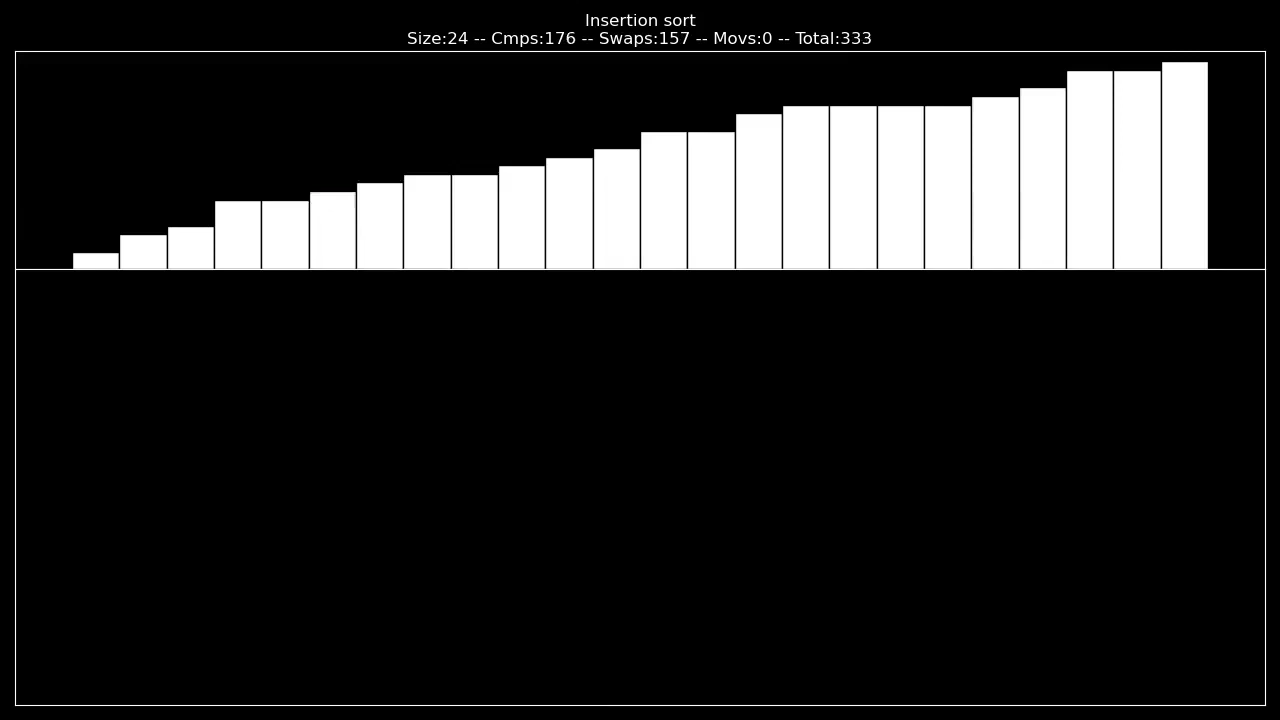 Insertion sort
Size:24 -- Cmps:176 -- Swaps:157 -- Movs:0 -- Total:333